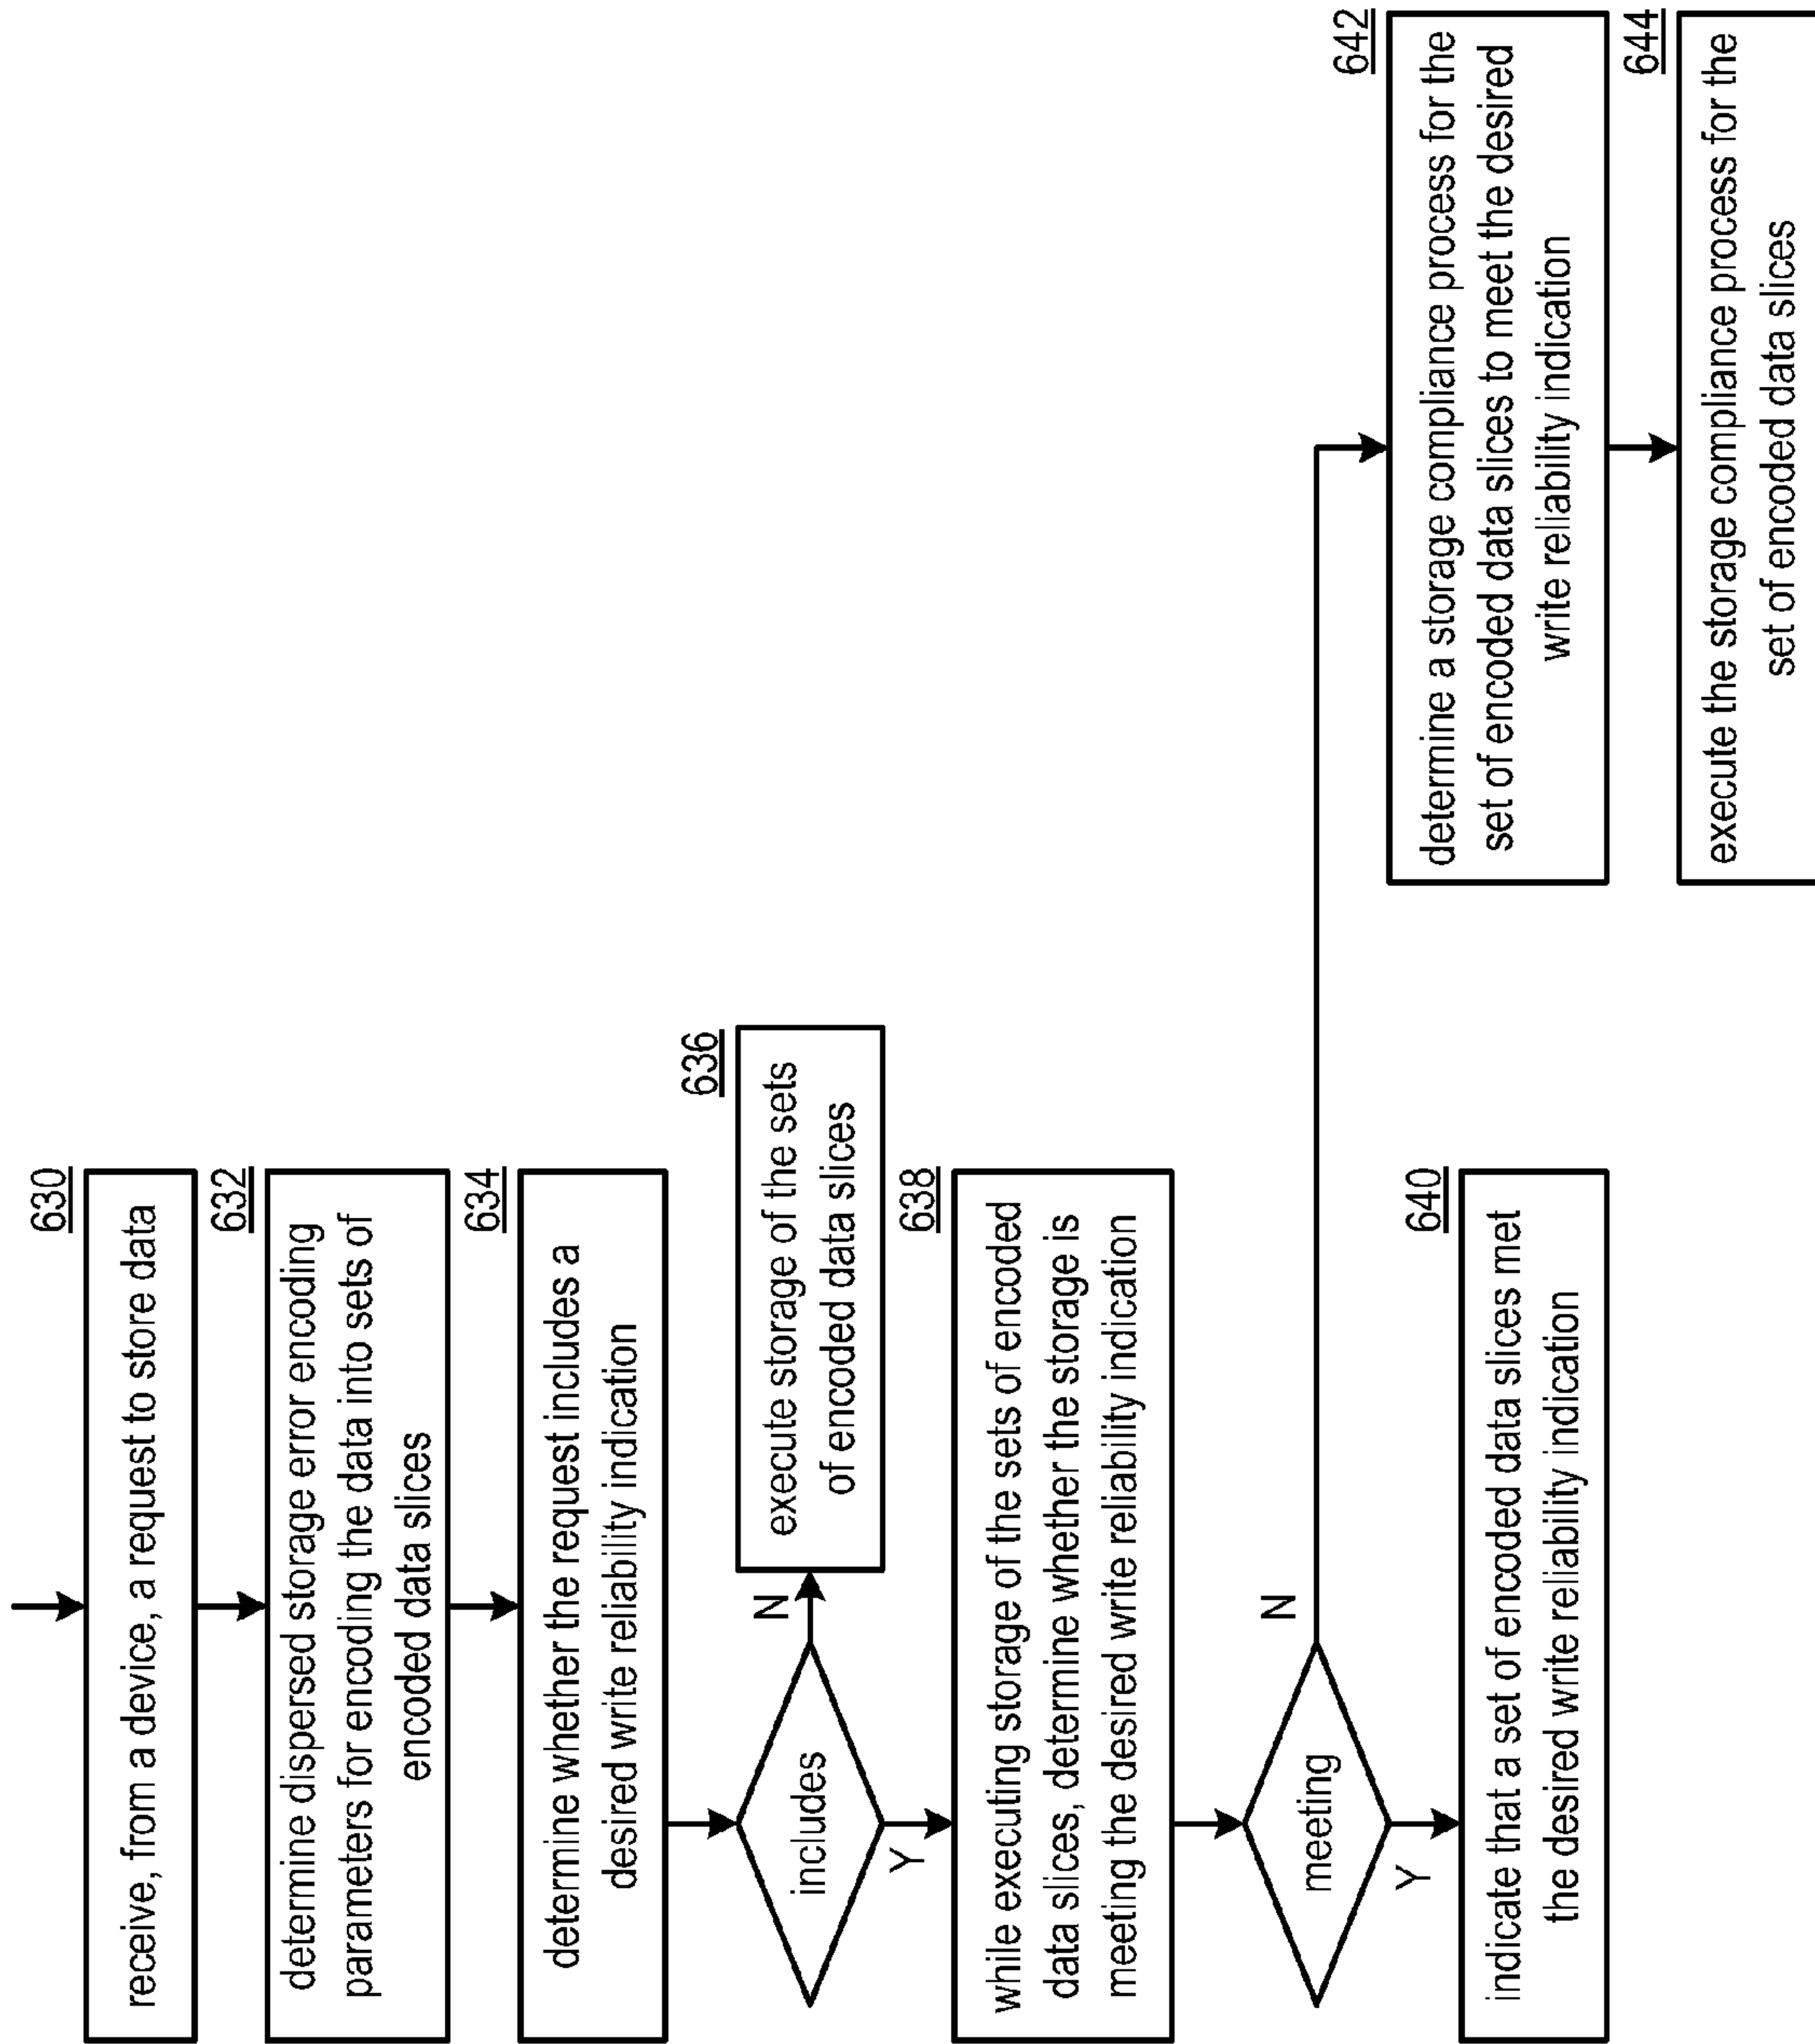 630
receive, from a device, a request to store data
632
determine dispersed storage error encoding
parameters for encoding the data into sets of
encoded data slices
634
determine whether the request includes a
desired write reliability indication
includes
N
Y
636
execute storage of the sets
of encoded data slices
638
while executing storage of the sets of encoded
data slices, determine whether the storage is
meeting the desired write reliability indication
meeting
N
Y
640
indicate that a set of encoded data slices met
the desired write reliability indication
642
determine a storage compliance process for the
set of encoded data slices to meet the desired
write reliability indication
644
execute the storage compliance process for the
set of encoded data slices